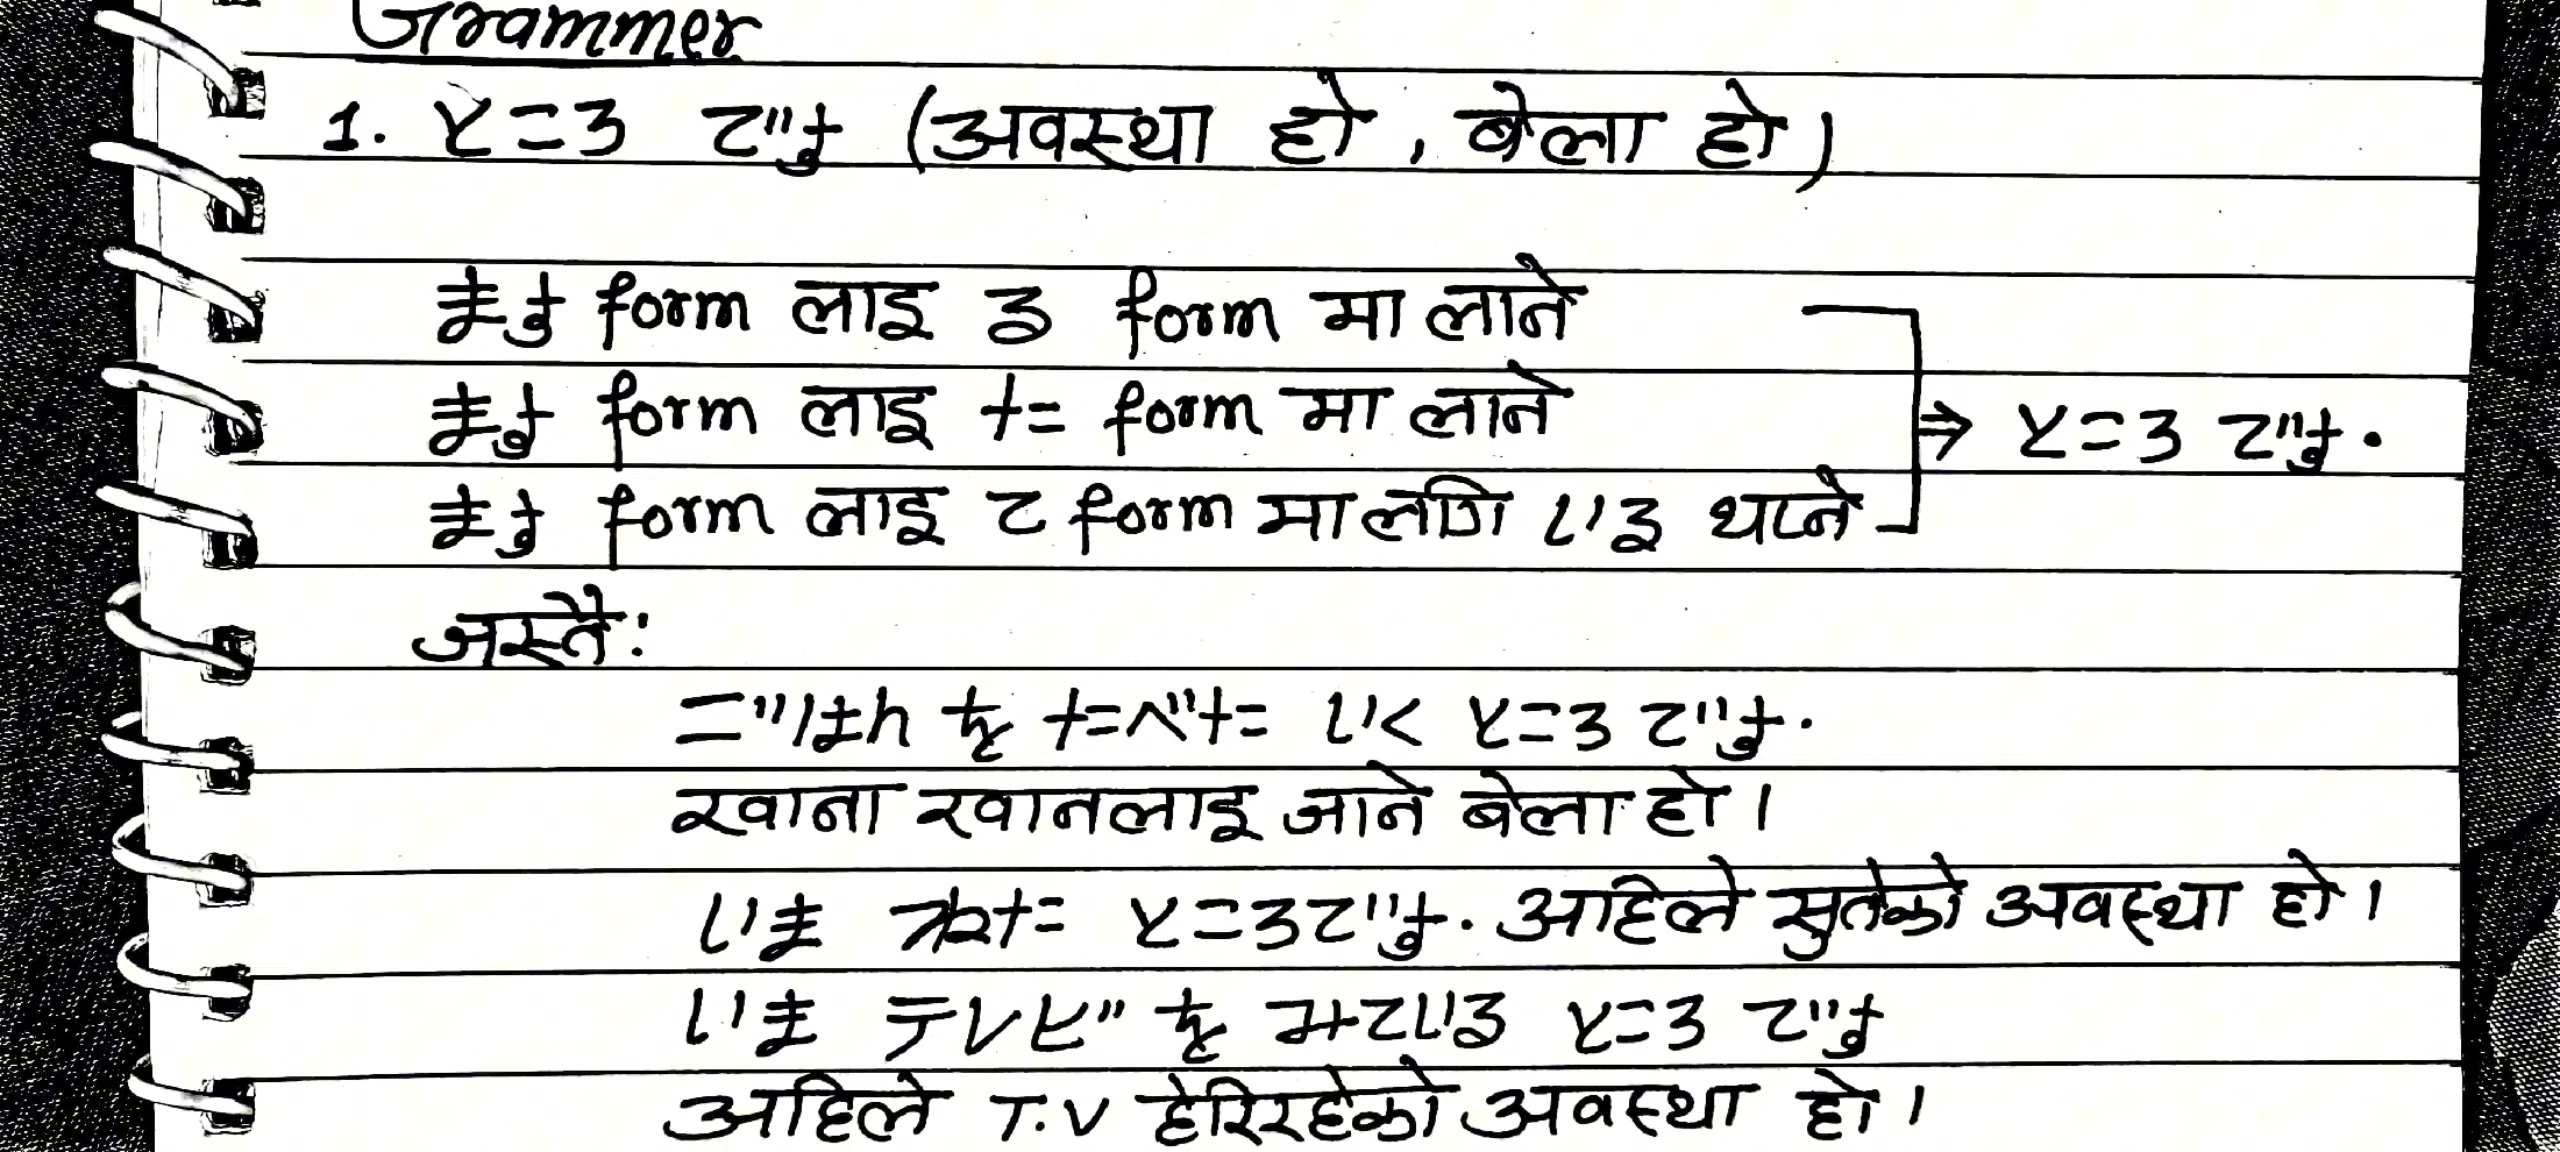 Grammer
1. ところ です (अवस्था हो, बेला हो)
ます form लाइ る form मा लाने
ます form लाइ た form मा लाने ⇒ ところ です.
ます form लाइ て form मा लगि いる थप्ने
जस्तै:
ごはん を たべた いく ところ です.
खाना खानलाइ जाने बेला हो।
いま ねた ところです. अहिले सुतेको अवस्था हो।
いま テレビ を みている ところ です
अहिले T.V हेरिरहेको अवस्था हो।